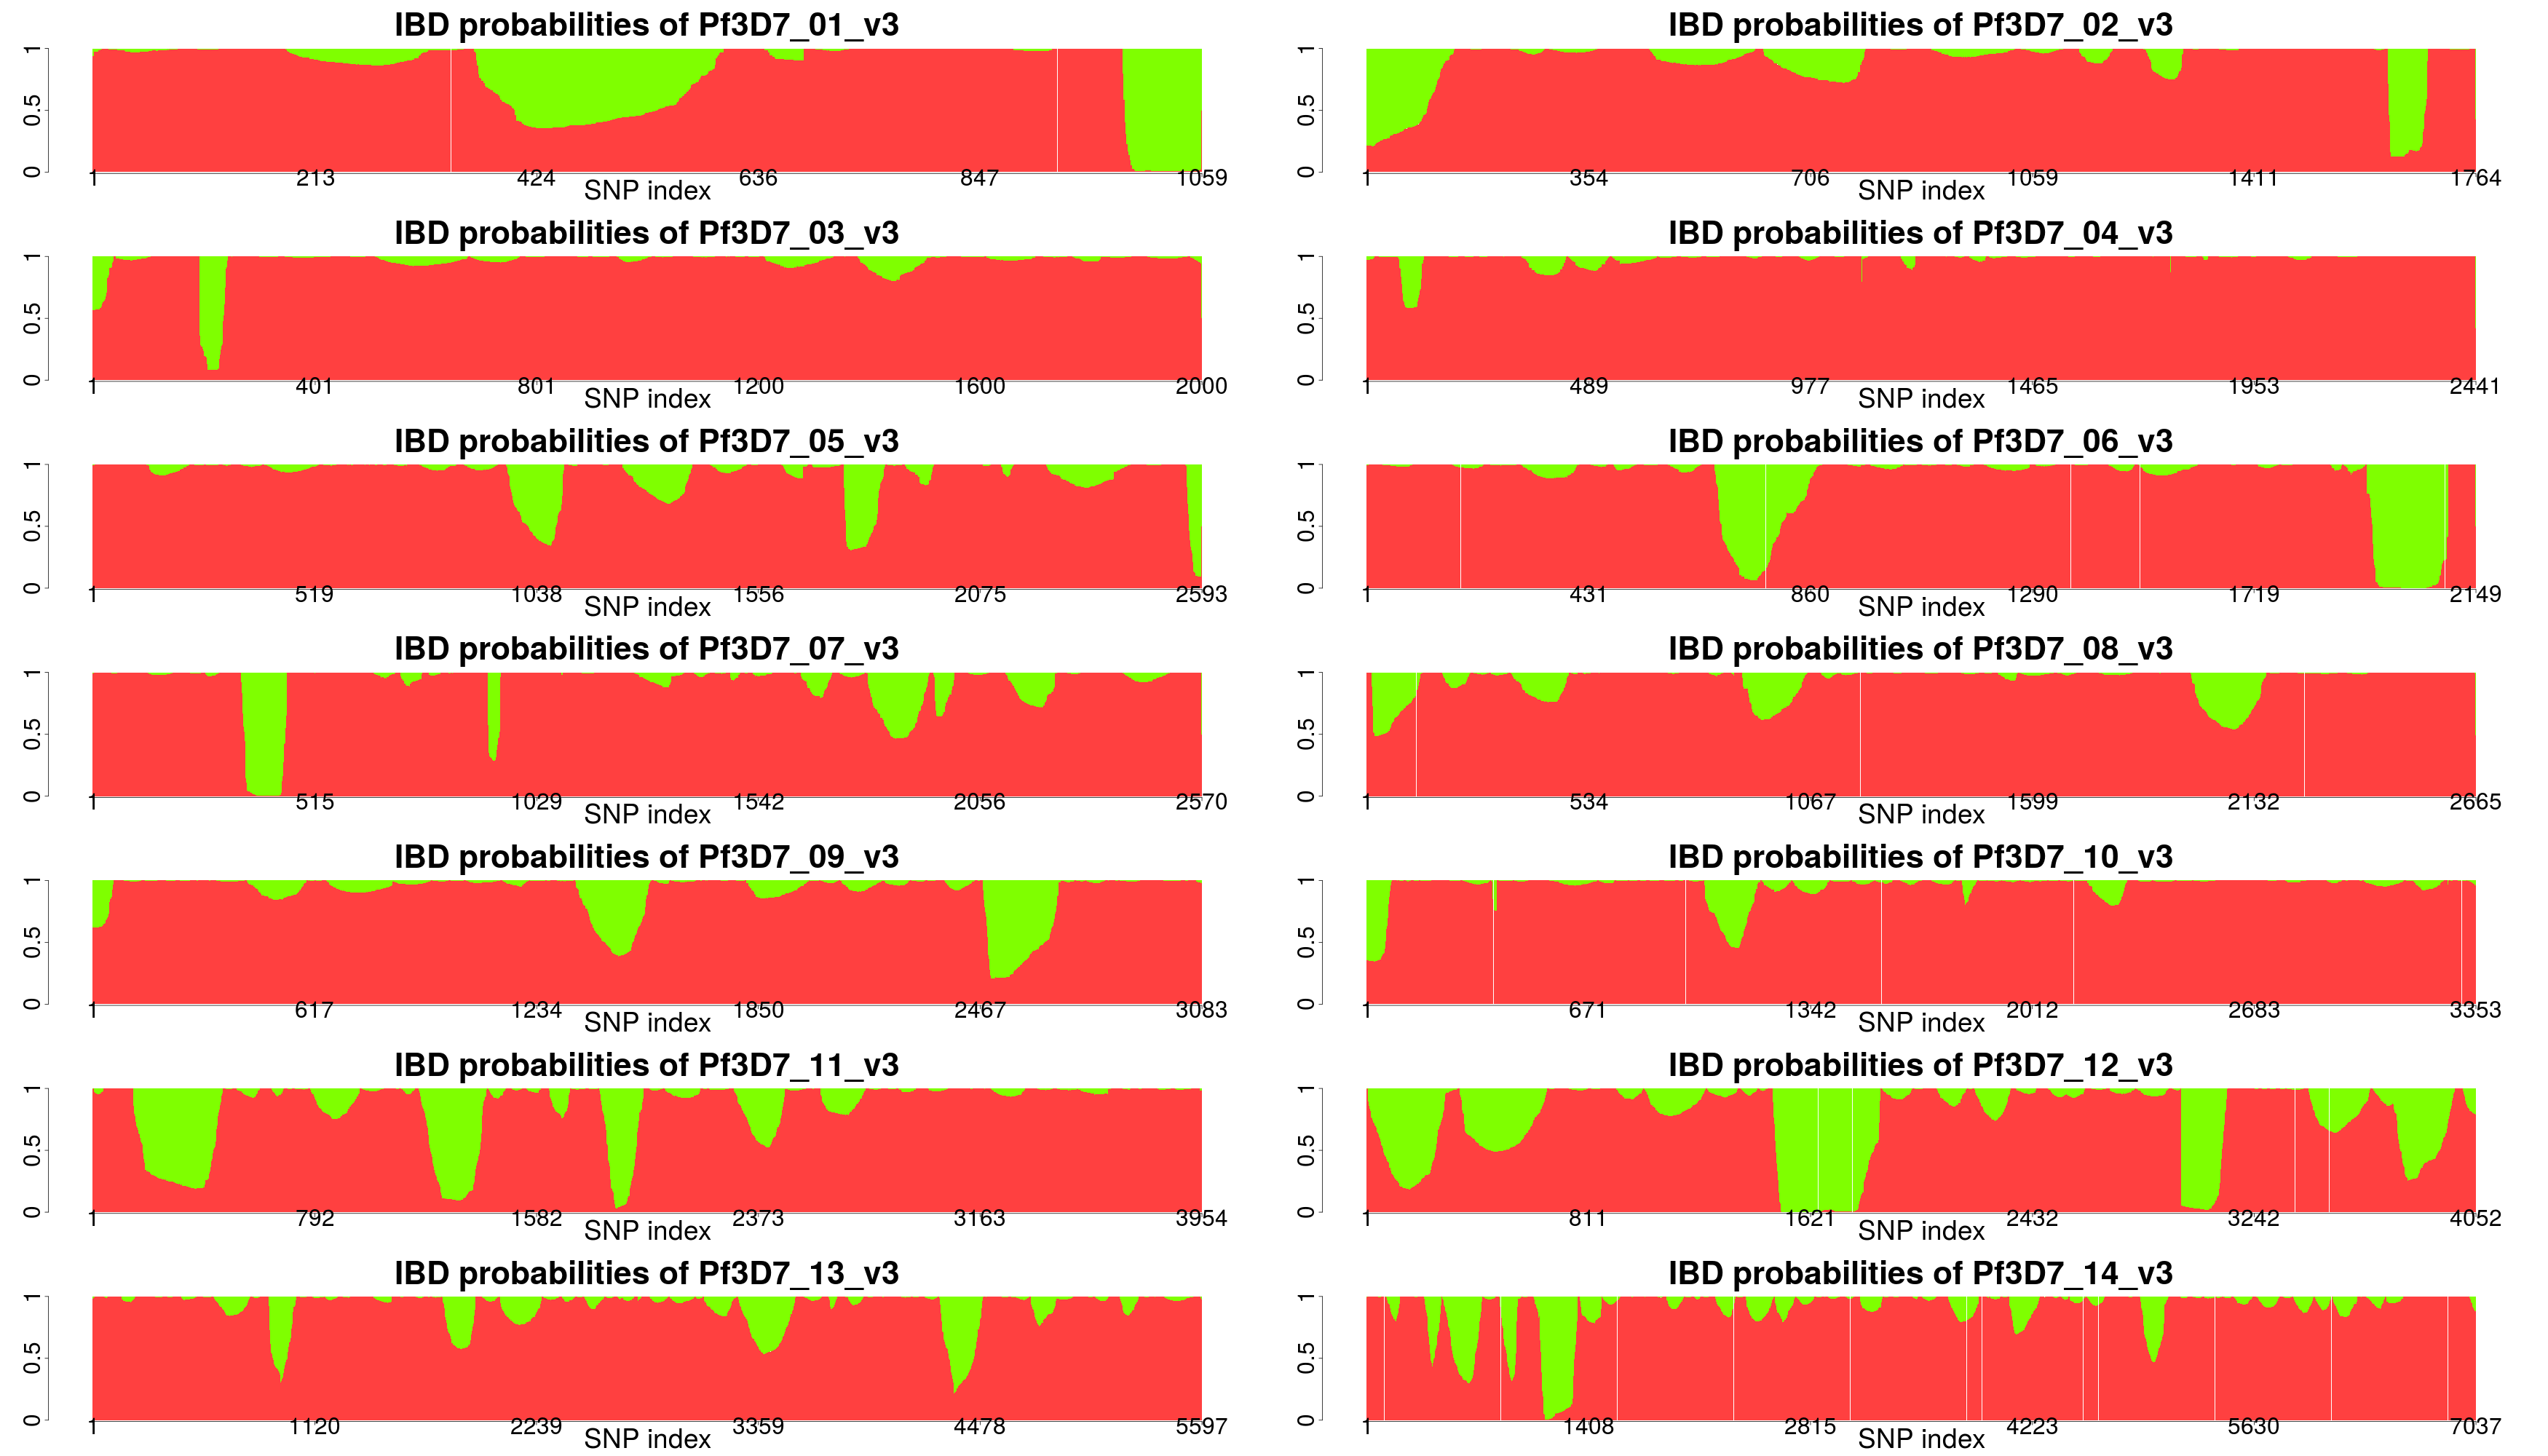 IBD probabilities of Pf3D7_01_v3
0 0.5 1
1 213 424 636 847 1059
SNP index
IBD probabilities of Pf3D7_02_v3
0 0.5 1
1 354 706 1059 1411 1764
SNP index
IBD probabilities of Pf3D7_03_v3
0 0.5 1
1 401 801 1200 1600 2000
SNP index
IBD probabilities of Pf3D7_04_v3
0 0.5 1
1 489 977 1465 1953 2441
SNP index
IBD probabilities of Pf3D7_05_v3
0 0.5 1
1 519 1038 1556 2075 2593
SNP index
IBD probabilities of Pf3D7_06_v3
0 0.5 1
1 431 860 1290 1719 2149
SNP index
IBD probabilities of Pf3D7_07_v3
0 0.5 1
1 515 1029 1542 2056 2570
SNP index
IBD probabilities of Pf3D7_08_v3
0 0.5 1
1 534 1067 1599 2132 2665
SNP index
IBD probabilities of Pf3D7_09_v3
0 0.5 1
1 617 1234 1850 2467 3083
SNP index
IBD probabilities of Pf3D7_10_v3
0 0.5 1
1 671 1342 2012 2683 3353
SNP index
IBD probabilities of Pf3D7_11_v3
0 0.5 1
1 792 1582 2373 3163 3954
SNP index
IBD probabilities of Pf3D7_12_v3
0 0.5 1
1 811 1621 2432 3242 4052
SNP index
IBD probabilities of Pf3D7_13_v3
0 0.5 1
1 1120 2239 3359 4478 5597
SNP index
IBD probabilities of Pf3D7_14_v3
0 0.5 1
1 1408 2815 4223 5630 7037
SNP index